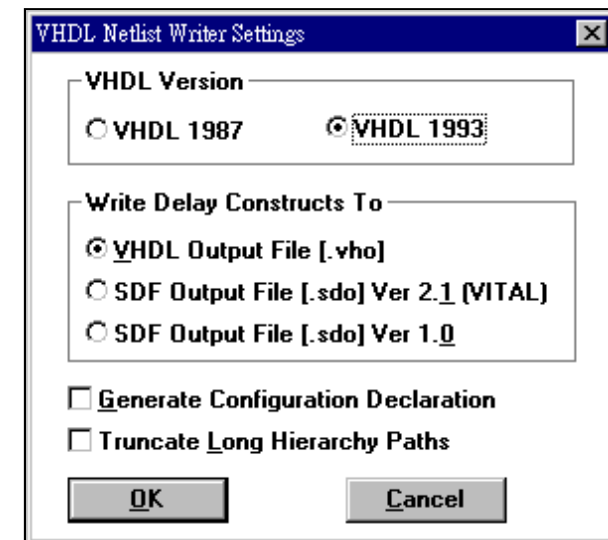 VHDL Netlist Writer Settings
VHDL Version
VHDL 1987 VHDL 1993
Write Delay Constructs To
VHDL Output File [.vho]
SDF Output File [.sdo] Ver 2.1 (VITAL)
SDF Output File [.sdo] Ver 1.0
Generate Configuration Declaration
Truncate Long Hierarchy Paths
OK Cancel